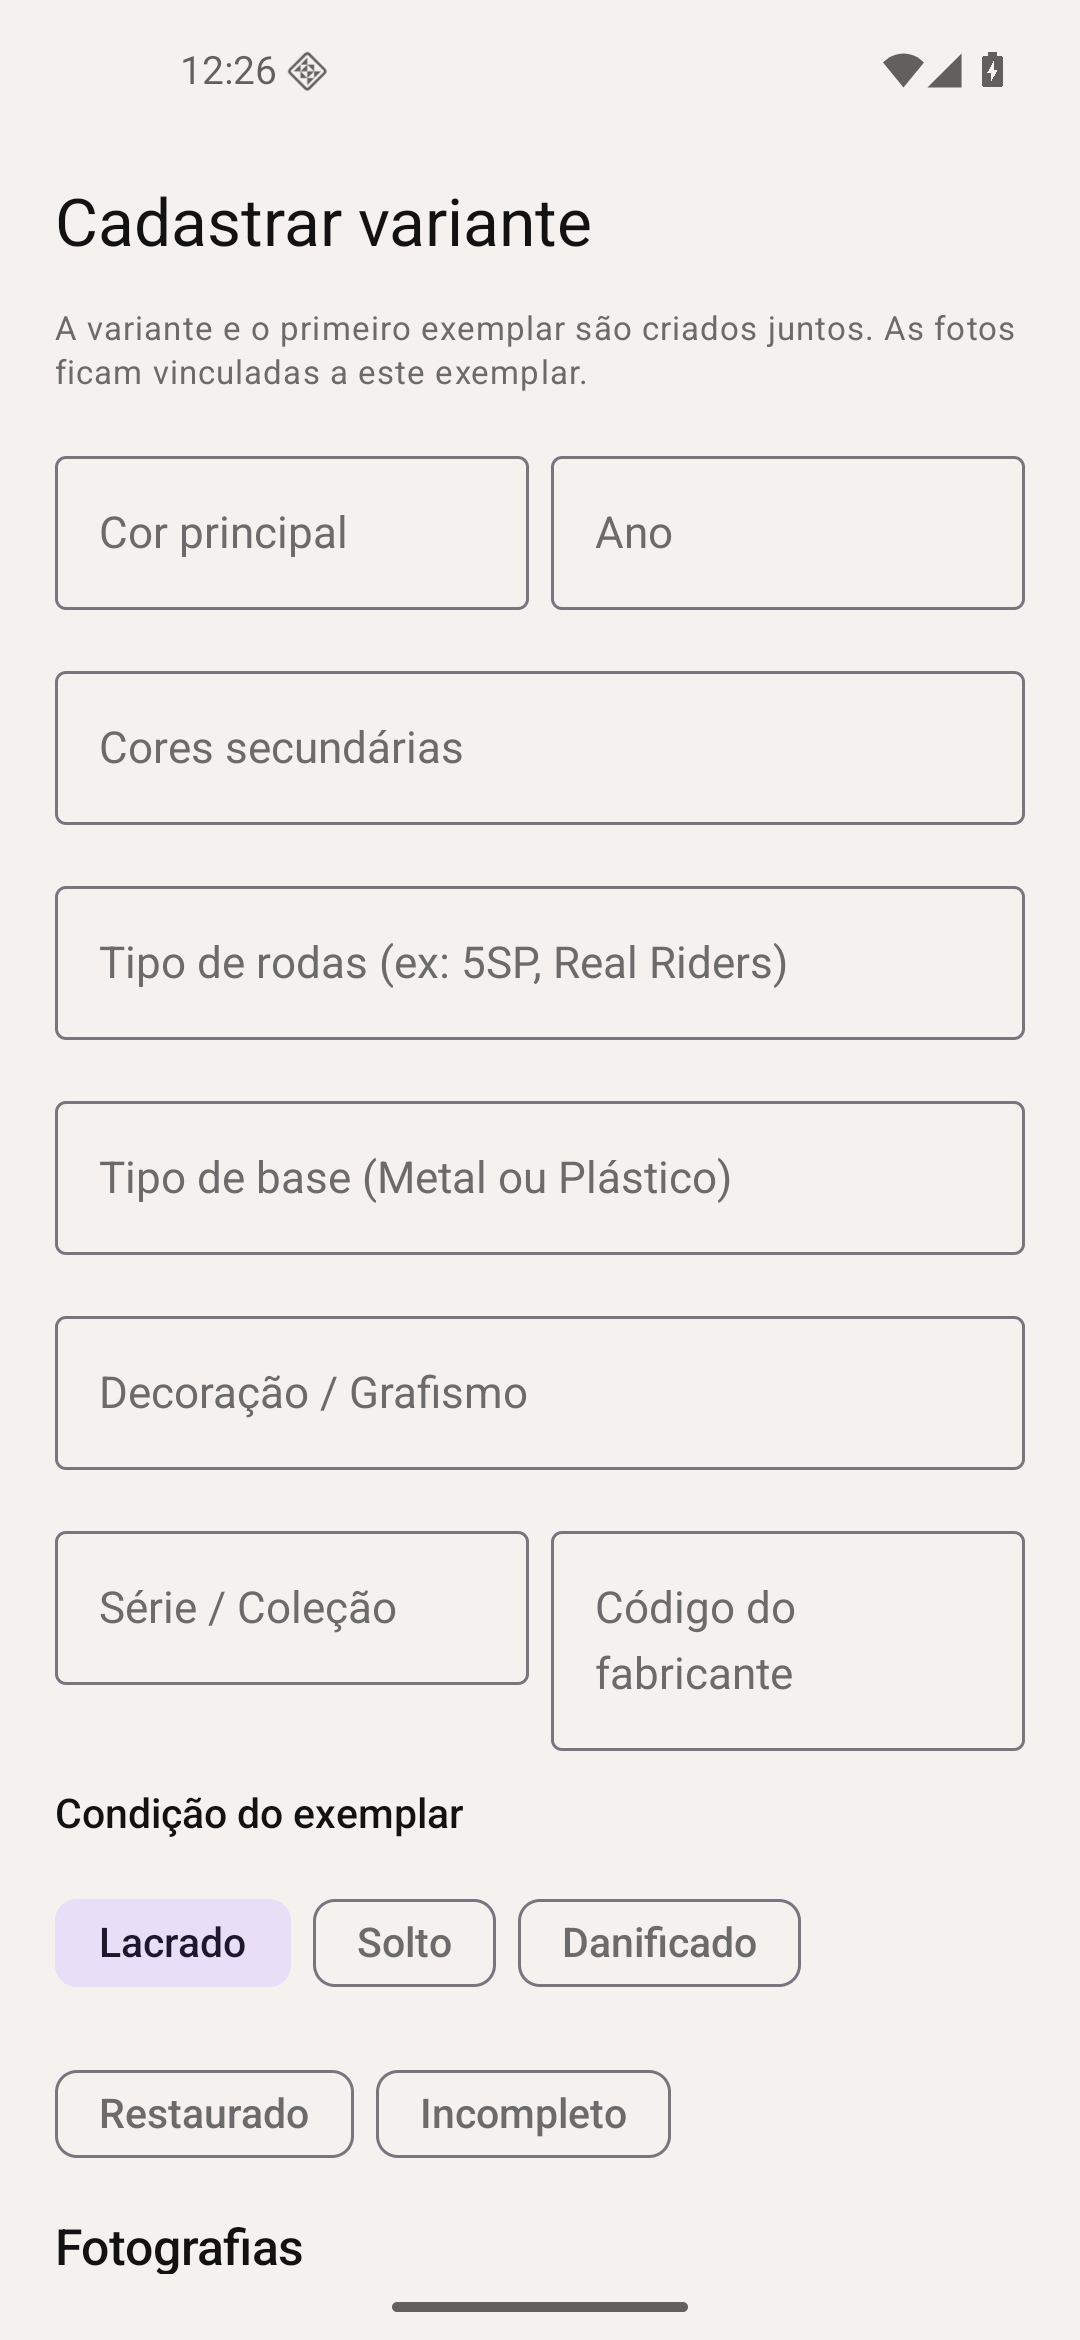 12:26
Cadastrar variante
A variante e o primeiro exemplar são criados juntos. As fotos
ficam vinculadas a este exemplar.
Cor principal
Ano
Cores secundárias
Tipo de rodas (ex: 5SP, Real Riders)
Tipo de base (Metal ou Plástico)
Decoração / Grafismo
Série / Coleção
Código do
fabricante
Condição do exemplar
Lacrado
Solto
Danificado
Restaurado
Incompleto
Fotografias